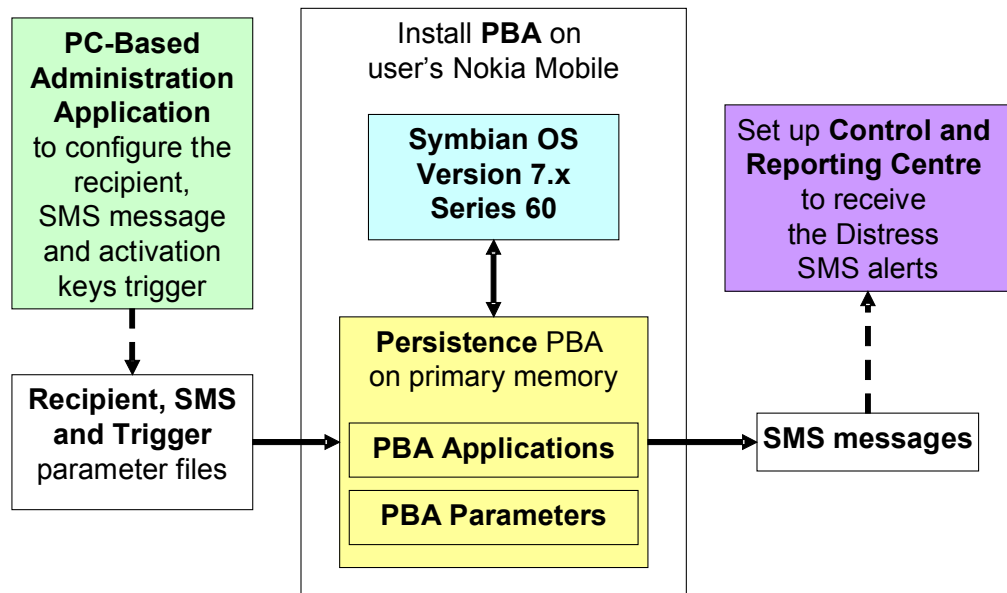 PC-Based
Administration
Application
to configure the
recipient,
SMS message
and activation
keys trigger
Recipient, SMS
and Trigger
parameter files
Install PBA on
user's Nokia Mobile
Symbian OS
Version 7.x
Series 60
Persistence PBA
on primary memory
PBA Applications
PBA Parameters
Set up Control and
Reporting Centre
to receive
the Distress
SMS alerts
SMS messages